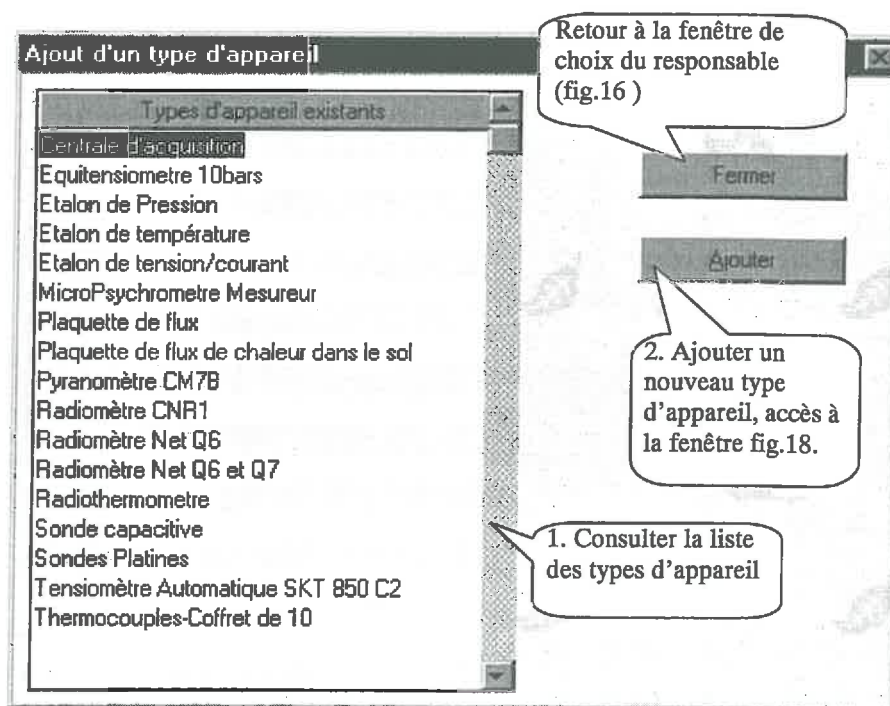 Ajout d'un type d'appareil
Retour à la fenêtre de
choix du responsable
(fig.16 )
Types d'appareil existants
Centrale d'acquisition
Equitensiometre 10bars
Etalon de Pression
Etalon de température
Etalon de tension/courant
MicroPsychrometre Mesureur
Plaquette de flux
Plaquette de flux de chaleur dans le sol
Pyranomètre CM7B
Radiomètre CNR1
Radiomètre Net Q6
Radiomètre Net Q6 et Q7
Radiothermometre
Sonde capacitive
Sondes Platines
Tensiomètre Automatique SKT 850 C2
Thermocouples-Coffret de 10
Fermer
Ajouter
2. Ajouter un
nouveau type
d'appareil, accès à
la fenêtre fig.18.
1. Consulter la liste
des types d'appareil